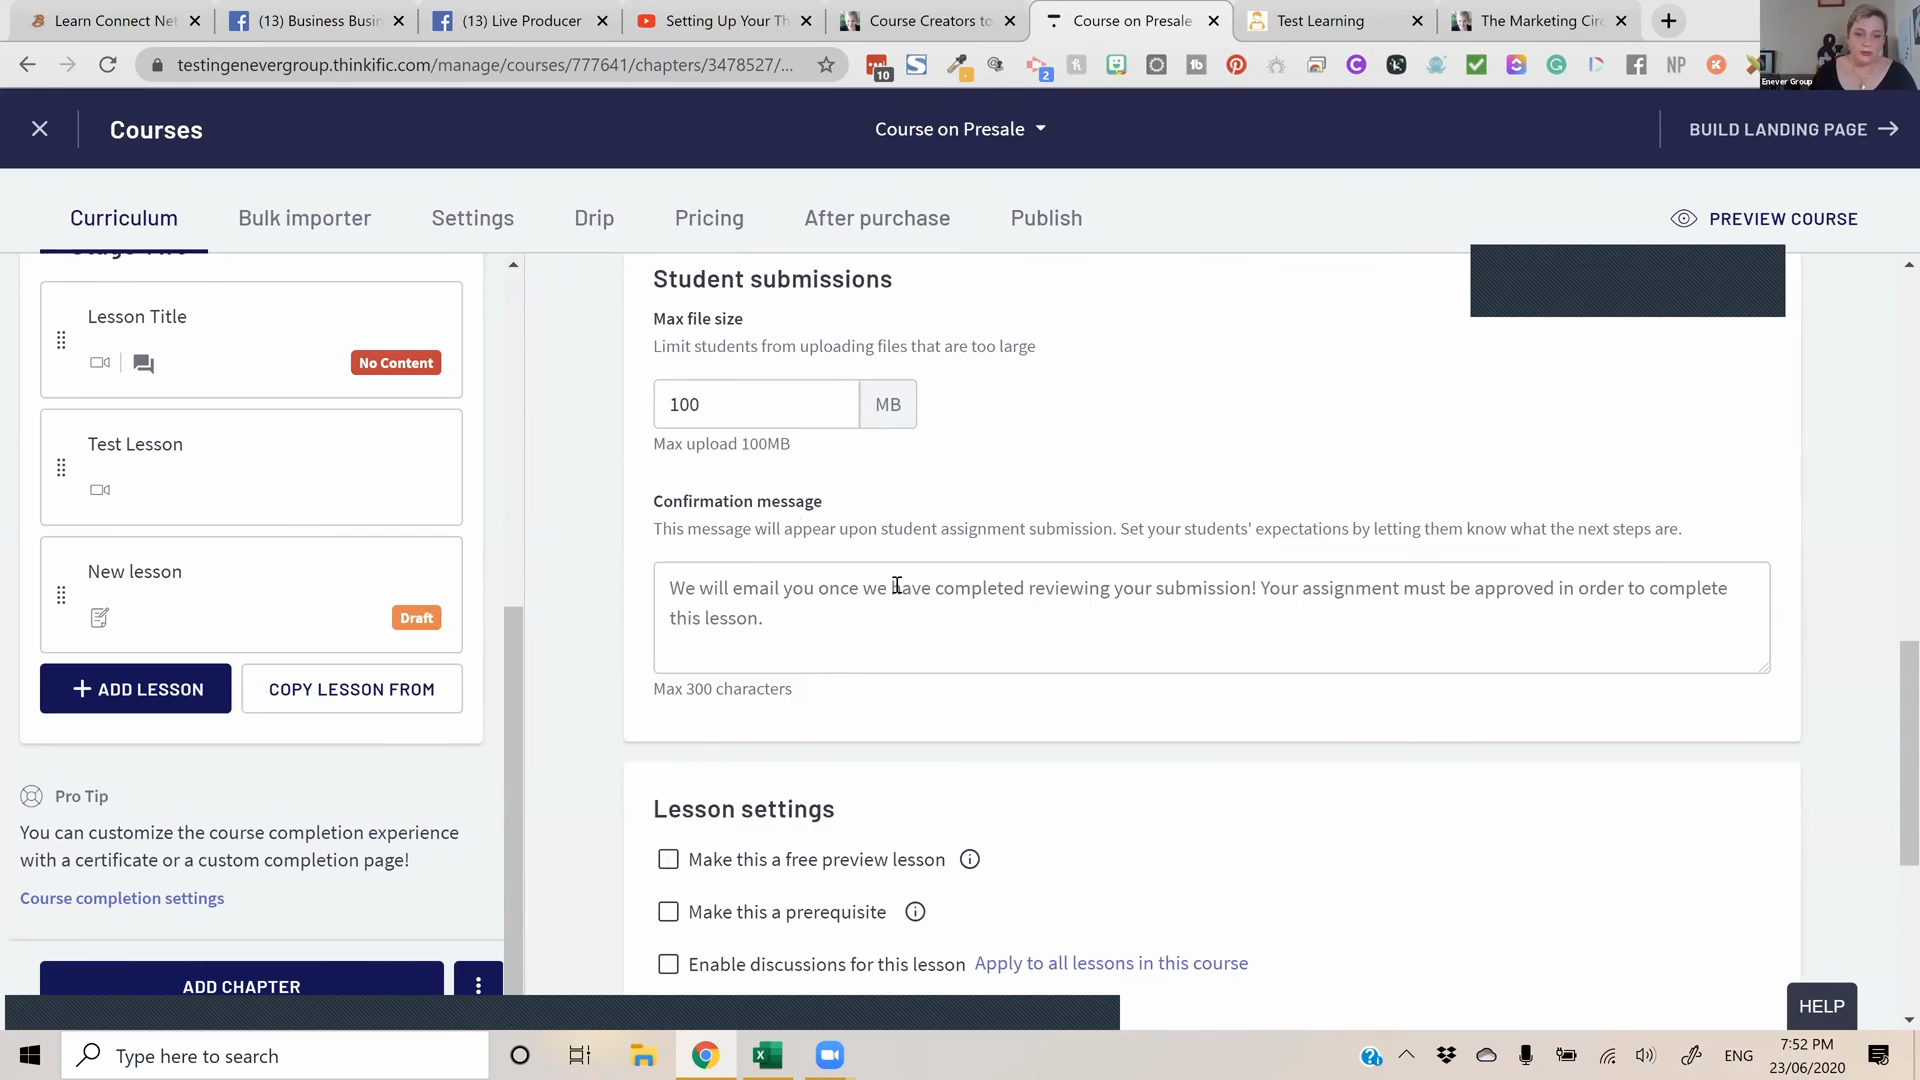 Learn Connect Net
(13) Business Busin
(13) Live Producer
Setting Up Your Th
Course Creators to
Course on Presale
Test Learning
The Marketing Circ
testingenevergroup.thinkific.com/manage/courses/777641/chapters/3478527/...
10
2
NP
Enever Group
Courses
Course on Presale
BUILD LANDING PAGE
Curriculum
Bulk importer
Settings
Drip
Pricing
After purchase
Publish
PREVIEW COURSE
Lesson Title
No Content
Test Lesson
New lesson
Draft
+ ADD LESSON
COPY LESSON FROM
Pro Tip
You can customize the course completion experience
with a certificate or a custom completion page!
Course completion settings
ADD CHAPTER
Student submissions
Max file size
Limit students from uploading files that are too large
100
MB
Max upload 100MB
Confirmation message
This message will appear upon student assignment submission. Set your students' expectations by letting them know what the next steps are.
We will email you once we have completed reviewing your submission! Your assignment must be approved in order to complete
this lesson.
Max 300 characters
Lesson settings
Make this a free preview lesson
Make this a prerequisite
Enable discussions for this lesson
Apply to all lessons in this course
HELP
Type here to search
ENG
7:52 PM
23/06/2020